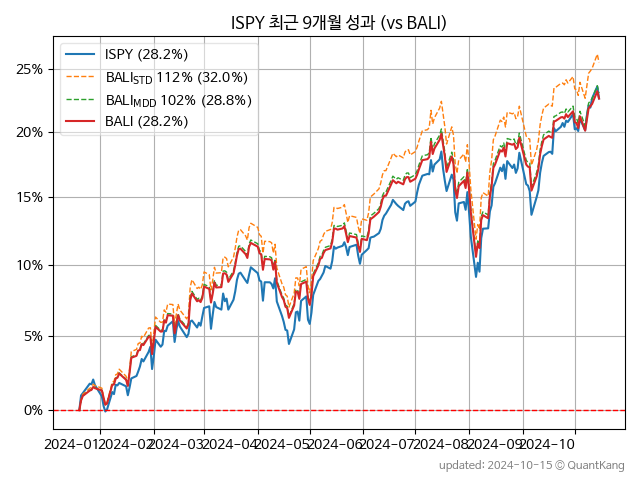 ISPY 최근 9개월 성과 (vs BALI)
ISPY (28.2%)
BALI_STD 112% (32.0%)
BALI_MDD 102% (28.8%)
BALI (28.2%)
25%
20%
15%
10%
5%
0%
2024-01 2024-02 2024-03 2024-04 2024-05 2024-06 2024-07 2024-08 2024-09 2024-10
updated: 2024-10-15 © QuantKang